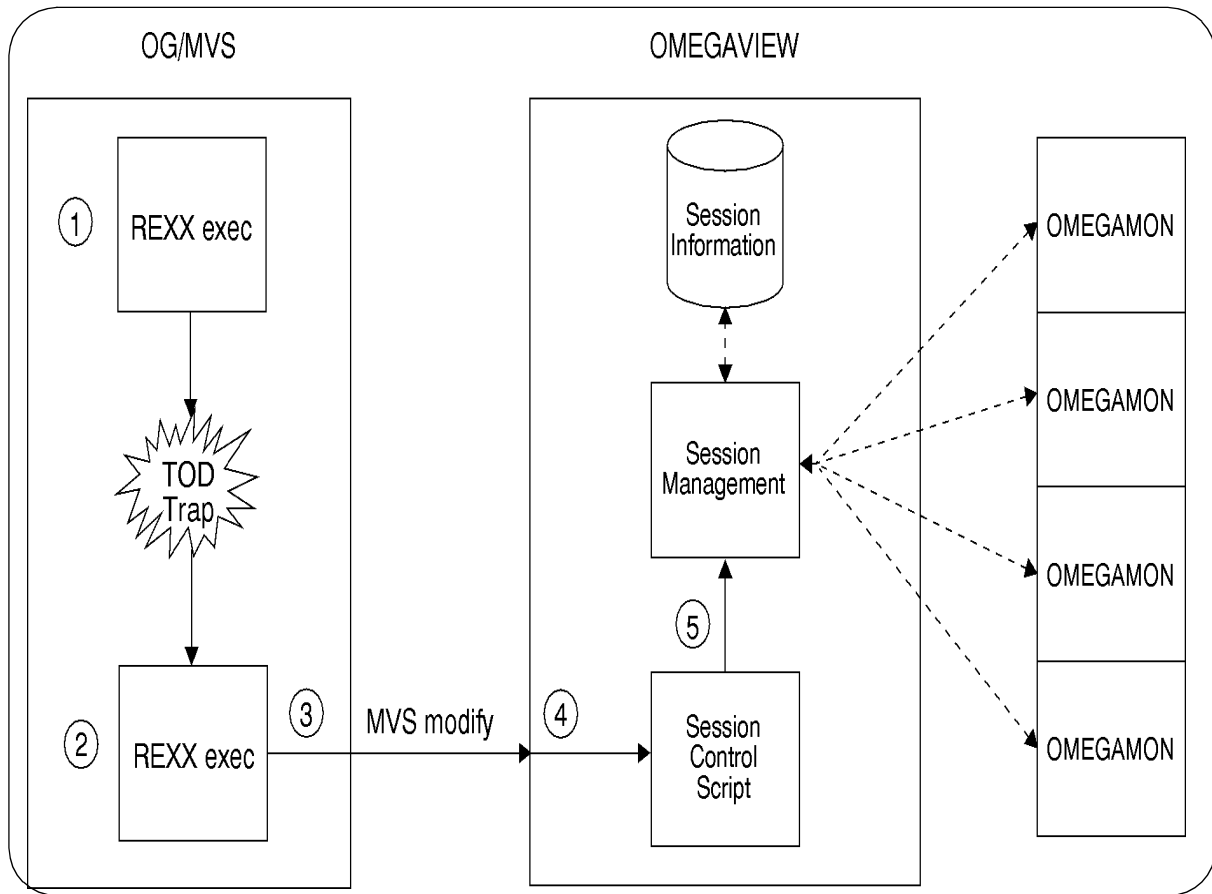 OG/MVS
OMEGAVIEW
1
REXX exec
TOD
Trap
2
REXX exec
3
MVS modify
4
Session
Information
Session
Management
5
Session
Control
Script
OMEGAMON
OMEGAMON
OMEGAMON
OMEGAMON